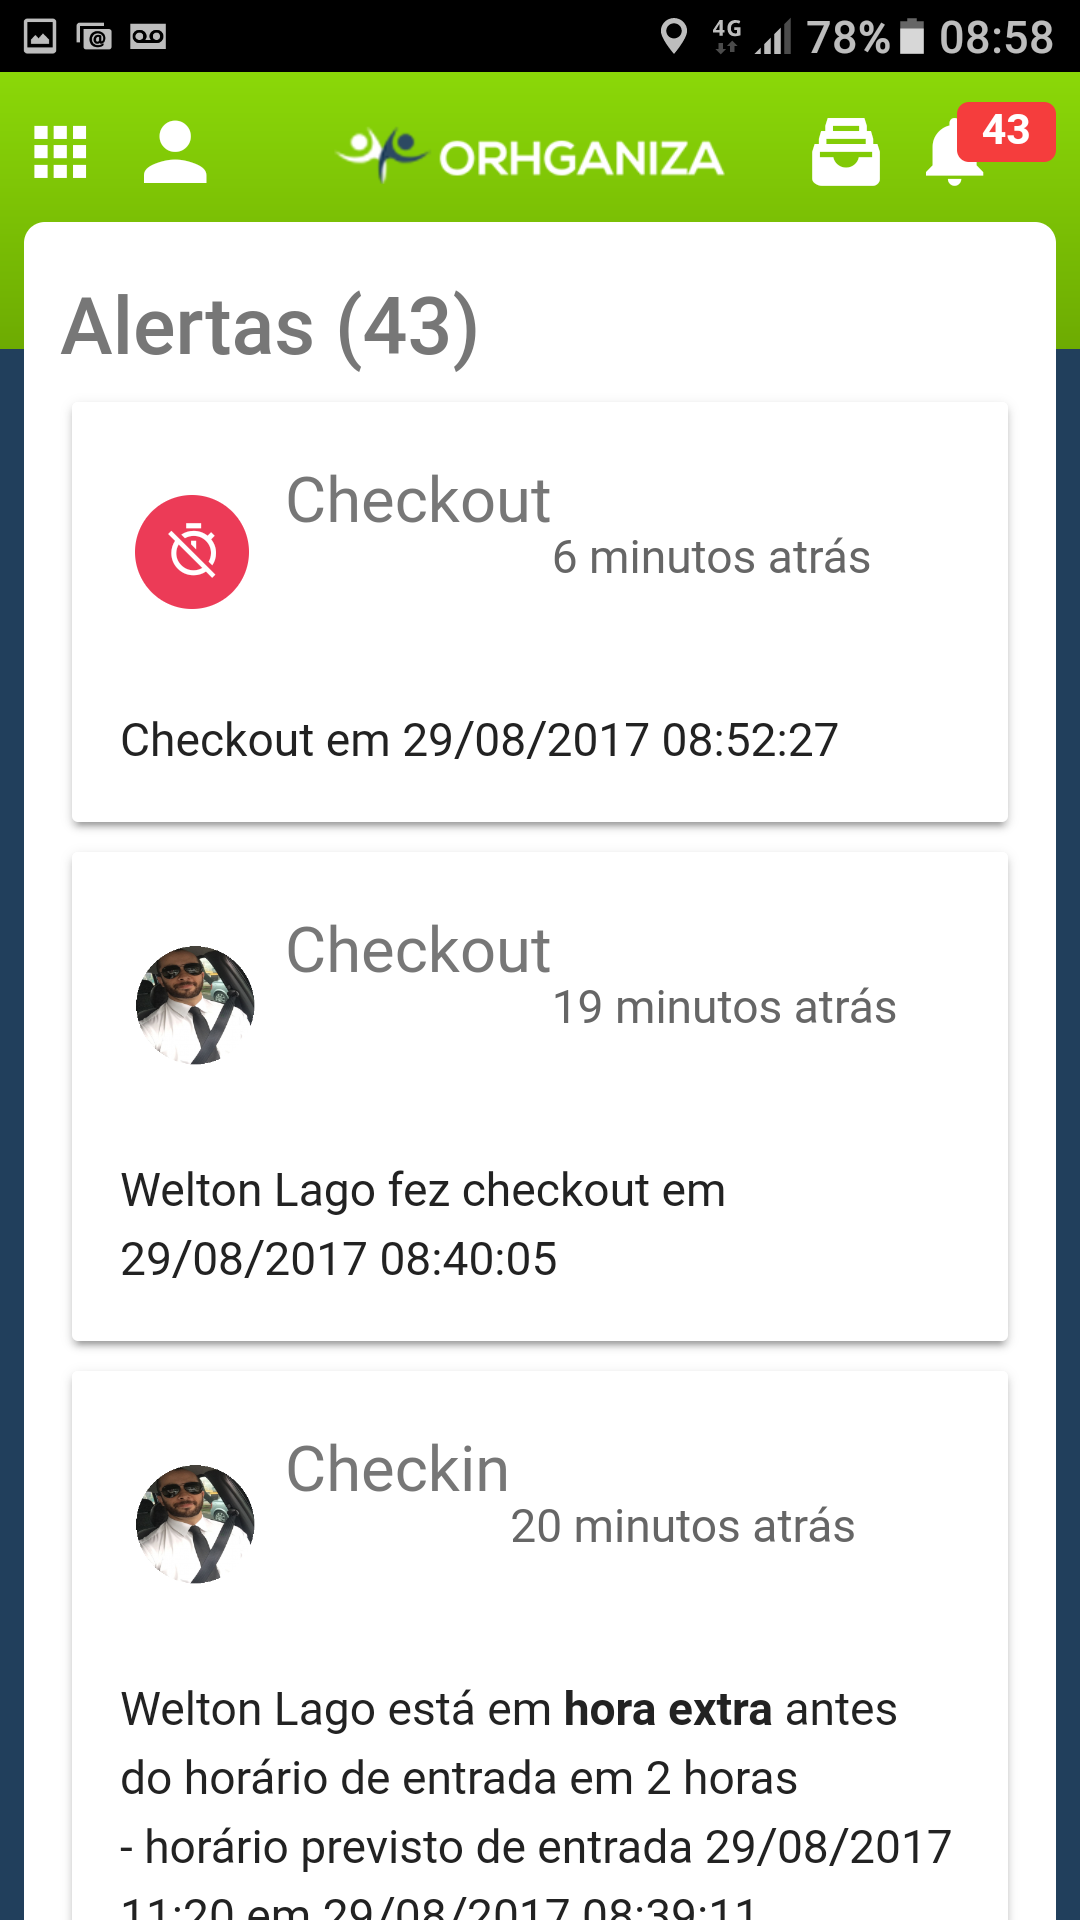 4G 78% 08:58
ORHGANIZA 43
Alertas (43)
Checkout
6 minutos atrás
Checkout em 29/08/2017 08:52:27
Checkout
19 minutos atrás
Welton Lago fez checkout em
29/08/2017 08:40:05
Checkin
20 minutos atrás
Welton Lago está em hora extra antes
do horário de entrada em 2 horas
- horário previsto de entrada 29/08/2017
11:20 em 29/08/2017 08:39:11